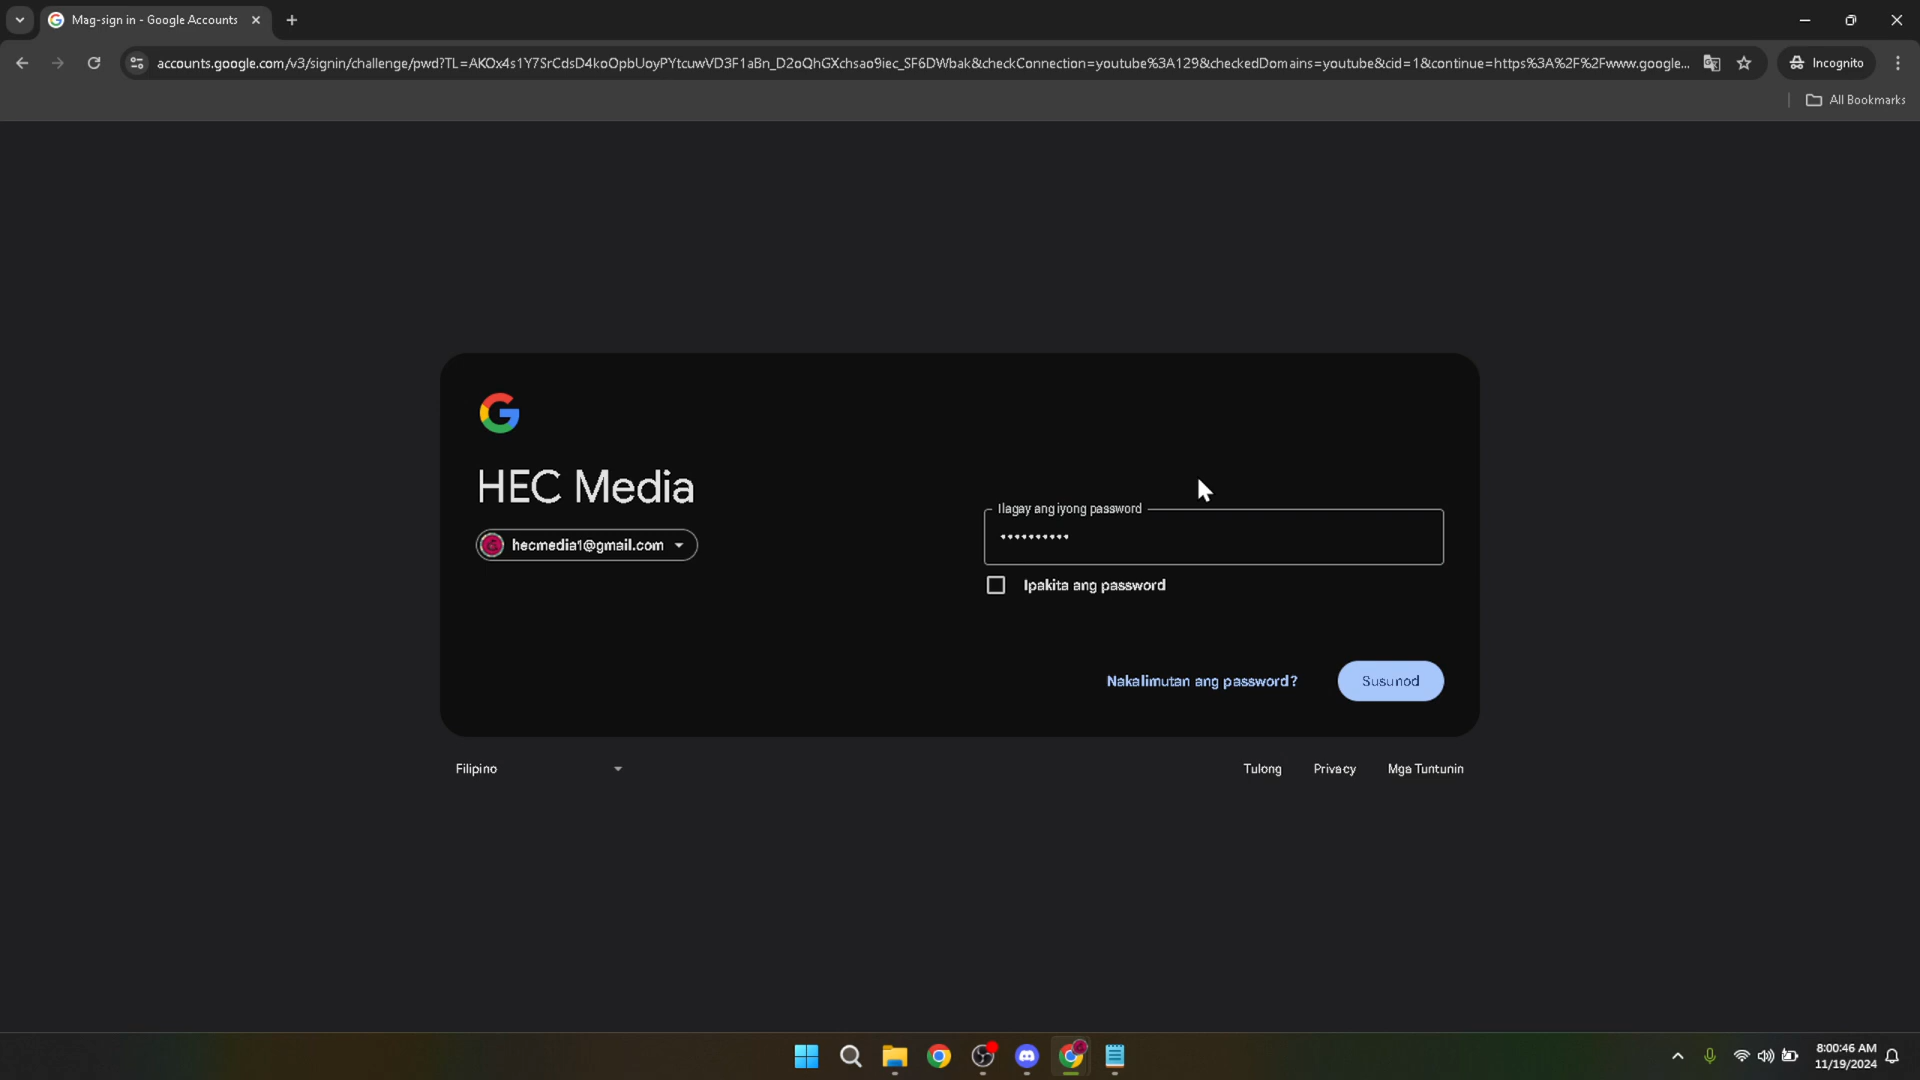 Mag-sign in - Google Accounts
accounts.google.com/v3/signin/challenge/pwd?TL=AKOx4s1Y7SrCdsD4koOpbUoyPYtcuwVD3F1aBn_D2oQhGXchsao9iec_SF6DWbak&checkConnection=youtube%3A129&checkedDomains=youtube&cid=1&continue=https%3A%2F%2Fwww.google...
Incognito
All Bookmarks
HEC Media
hecmedia1@gmail.com
Ilagay ang iyong password
••••••••••
Ipakita ang password
Nakalimutan ang password?
Susunod
Filipino
Tulong
Privacy
Mga Tuntunin
8:00:46 AM
11/19/2024